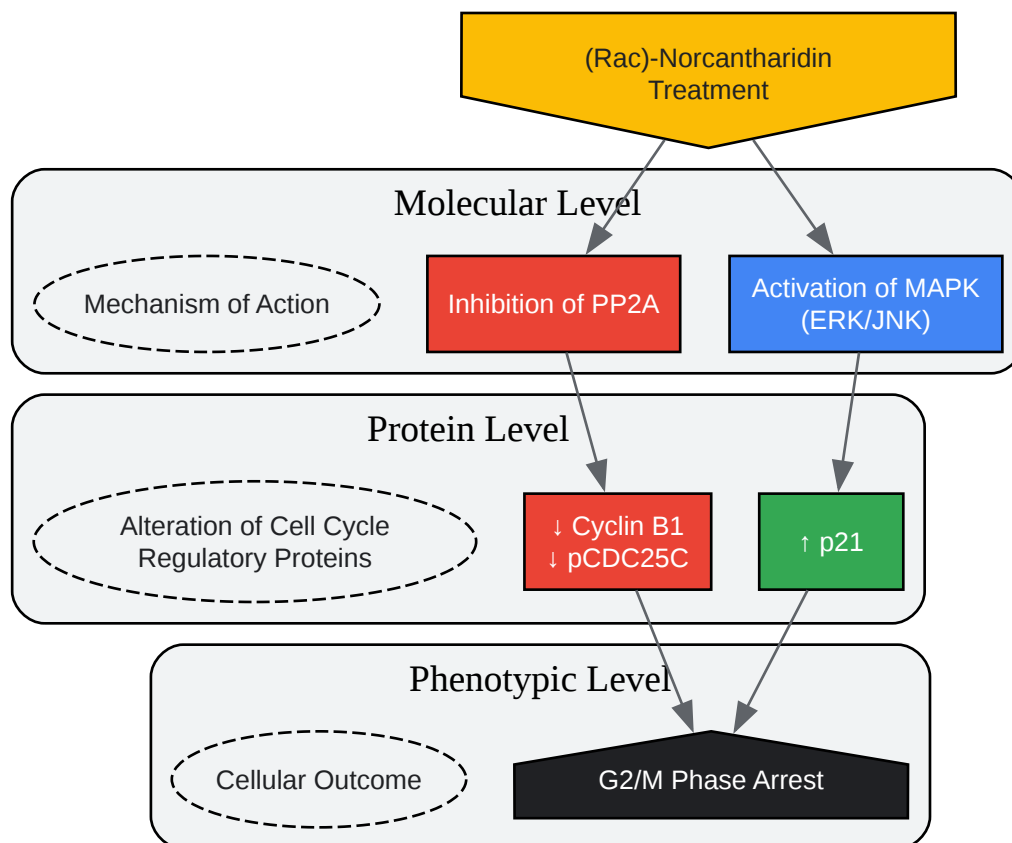 (Rac)-Norcantharidin
Treatment
Molecular Level
Mechanism of Action
Inhibition of PP2A
Activation of MAPK
(ERK/JNK)
Protein Level
Alteration of Cell Cycle
Regulatory Proteins
↓ Cyclin B1
↓ pCDC25C
↑ p21
Phenotypic Level
Cellular Outcome
G2/M Phase Arrest